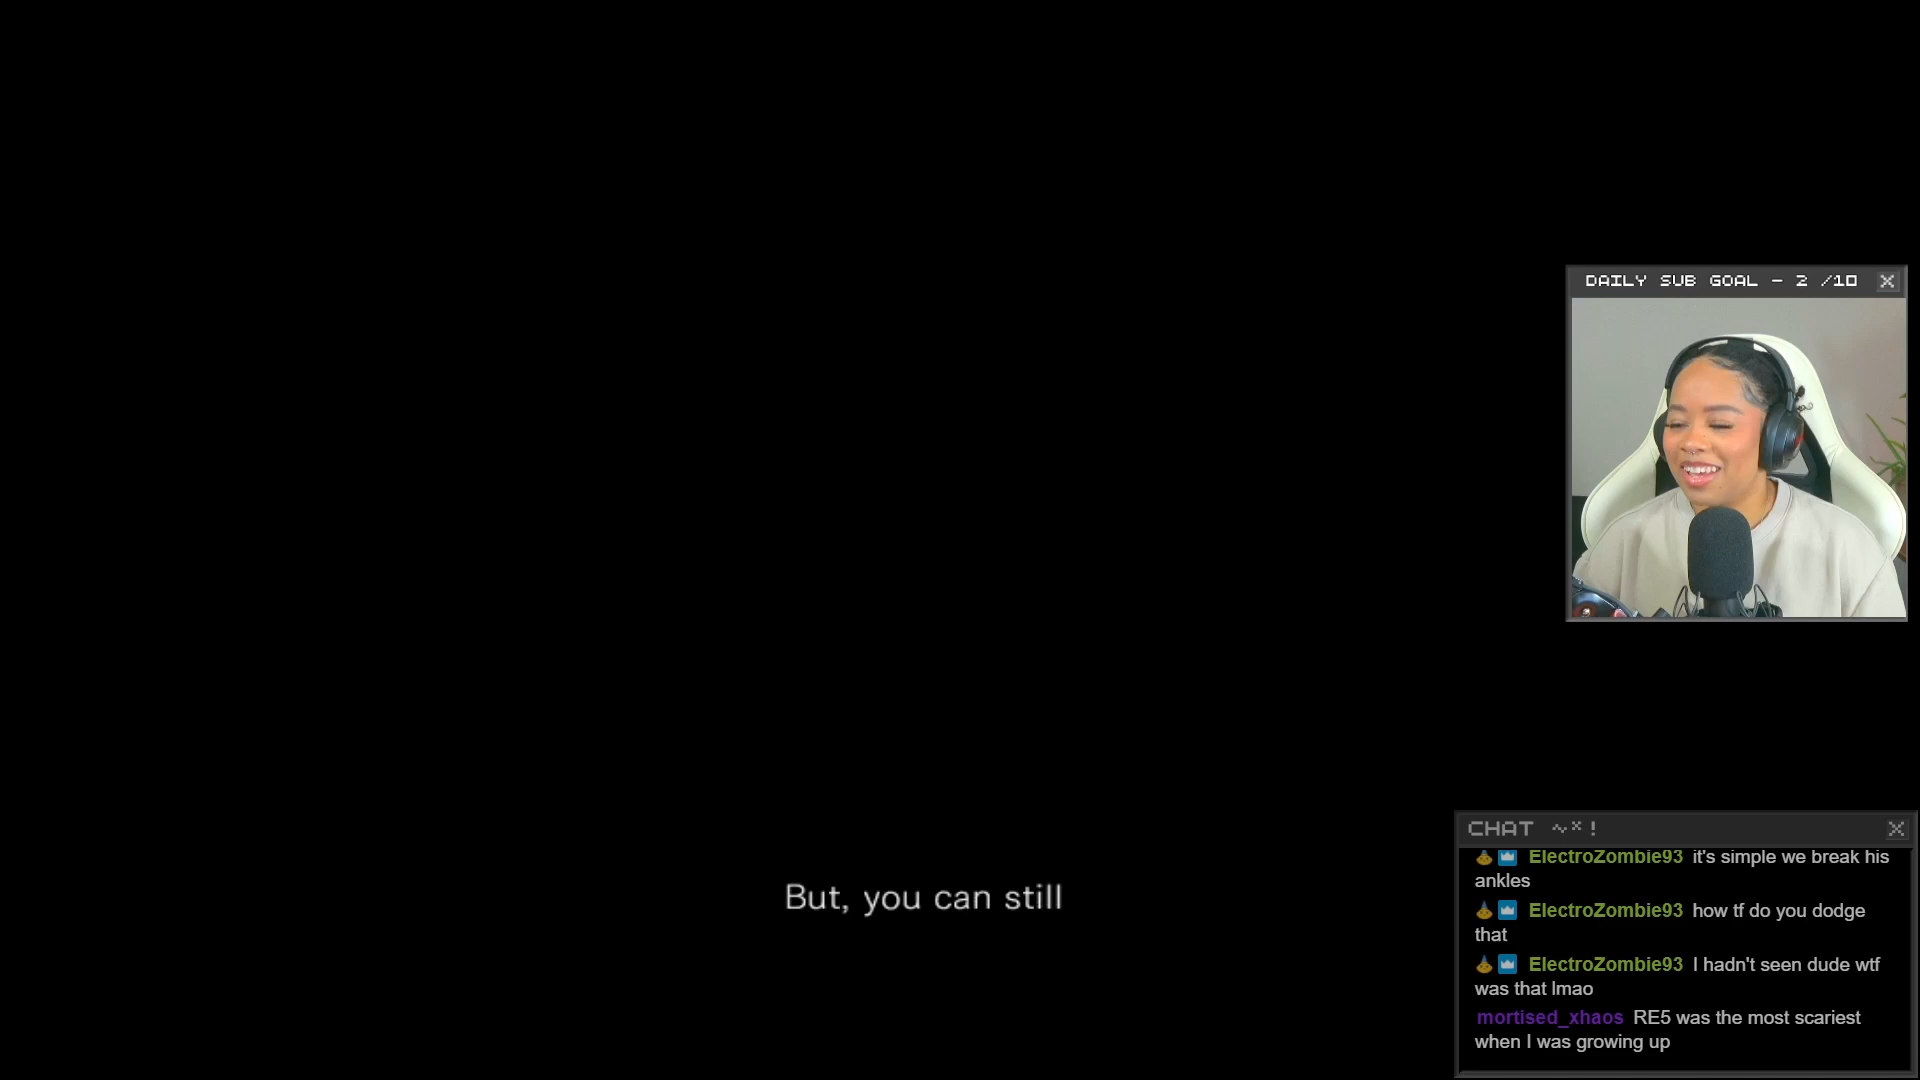 DAILY SUB GOAL - 2 /10
But, you can still
CHAT ~* !
ElectroZombie93 it's simple we break his
ankles
ElectroZombie93 how tf do you dodge
that
ElectroZombie93 I hadn't seen dude wtf
was that lmao
mortised_xhaos RE5 was the most scariest
when I was growing up